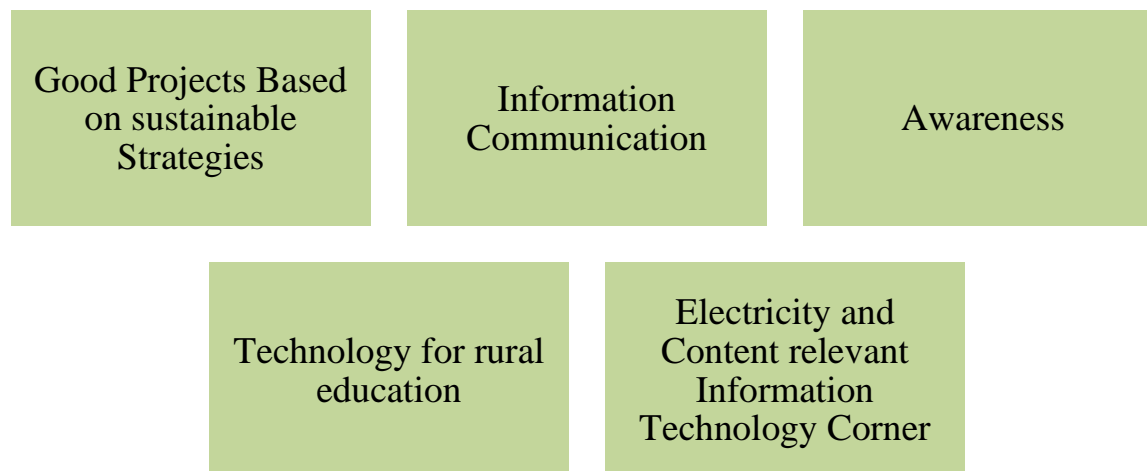 Good Projects Based
on sustainable
Strategies
Information
Communication
Awareness
Technology for rural
education
Electricity and
Content relevant
Information
Technology Corner